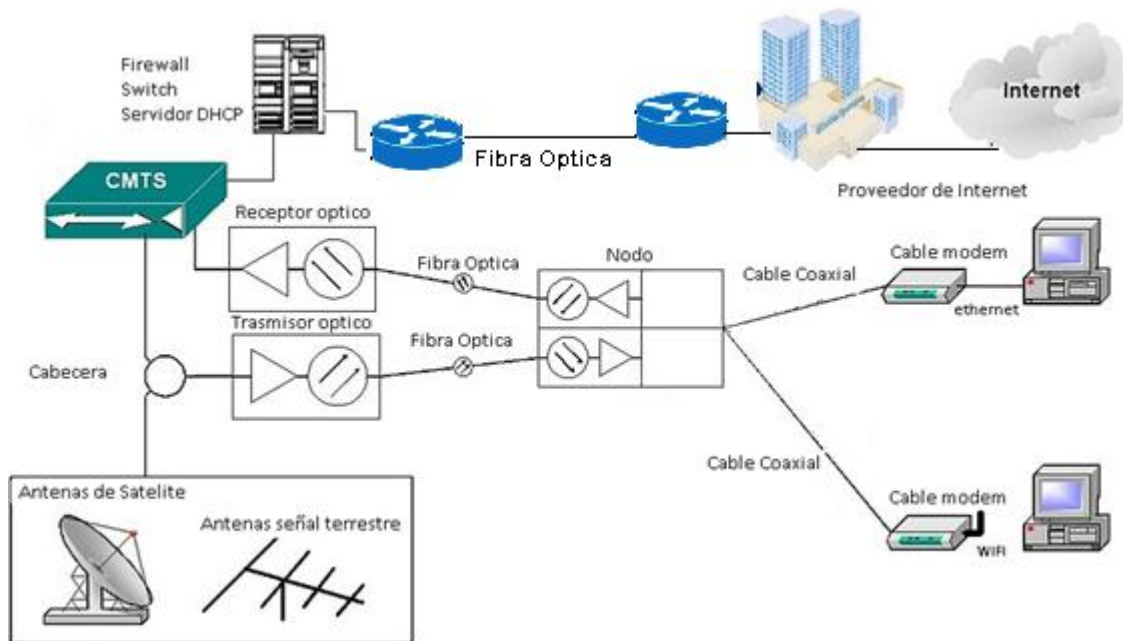 Firewall
Switch
Servidor DHCP
Internet
Fibra Optica
CMTS
Proveedor de Internet
Receptor optico
Fibra Optica
Nodo
Cable Coaxial
Cable modem
ethernet
Trasmisor optico
Fibra Optica
Cabecera
Cable Coaxial
Cable modem
WIFI
Antenas de Satelite
Antenas señal terrestre